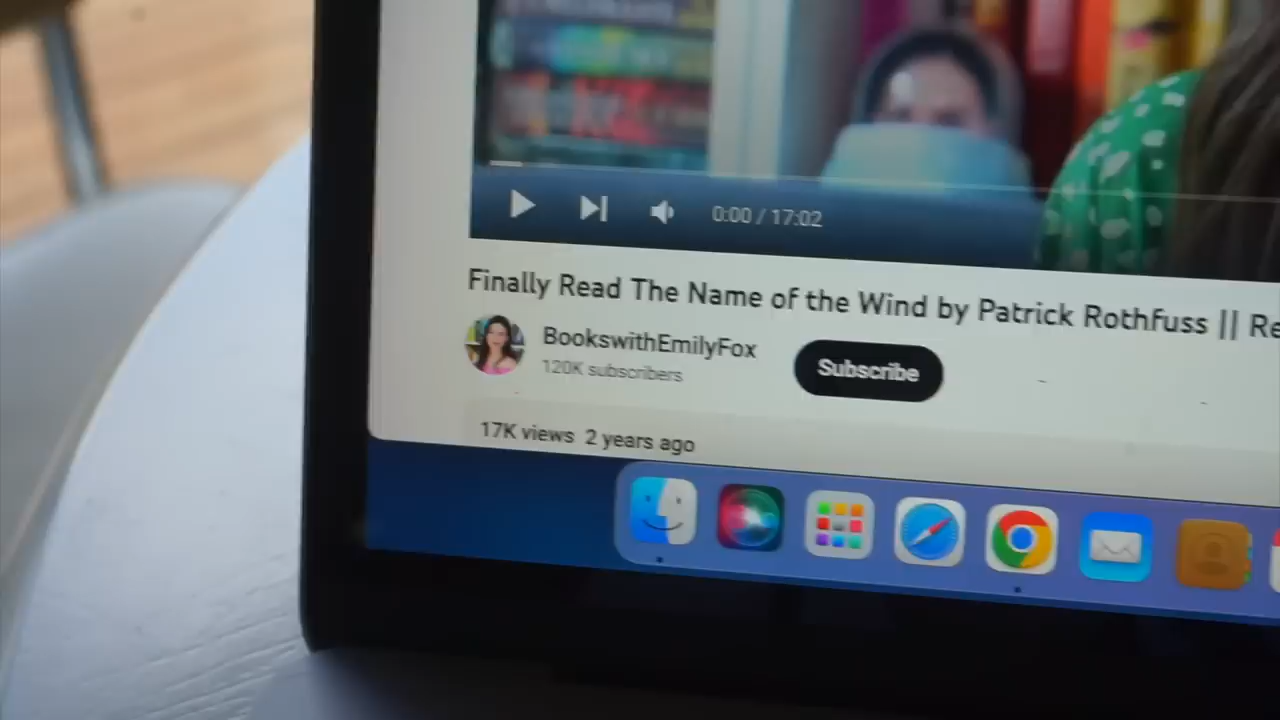 0:00 / 17:02
Finally Read The Name of the Wind by Patrick Rothfuss || Re
BookswithEmilyFox
120K subscribers
Subscribe
17K views 2 years ago